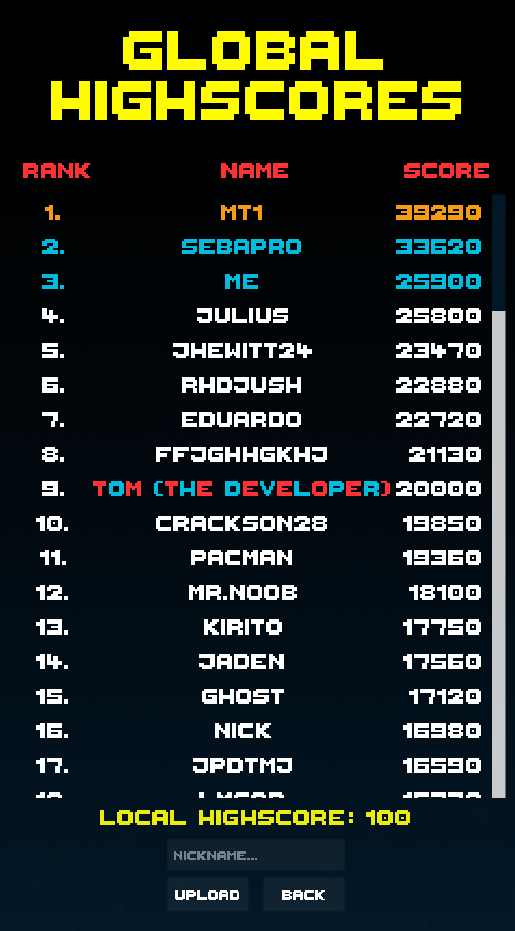 GLOBAL
HIGHSCORES
RANK NAME SCORE
1. MT1 39290
2. SEBAPRO 33620
3. ME 25900
4. JULIUS 25800
5. JHEWITT24 23470
6. RHDJUSH 22880
7. EDUARDO 22720
8. FFJGHHGKHJ 21130
9. TOM (THE DEVELOPER) 20000
10. CRACKSON28 19850
11. PACMAN 19360
12. MR.NOOB 18100
13. KIRITO 17750
14. JADEN 17560
15. GHOST 17120
16. NICK 16980
17. JPDTMJ 16590
LOCAL HIGHSCORE: 100
NICKNAME...
UPLOAD BACK